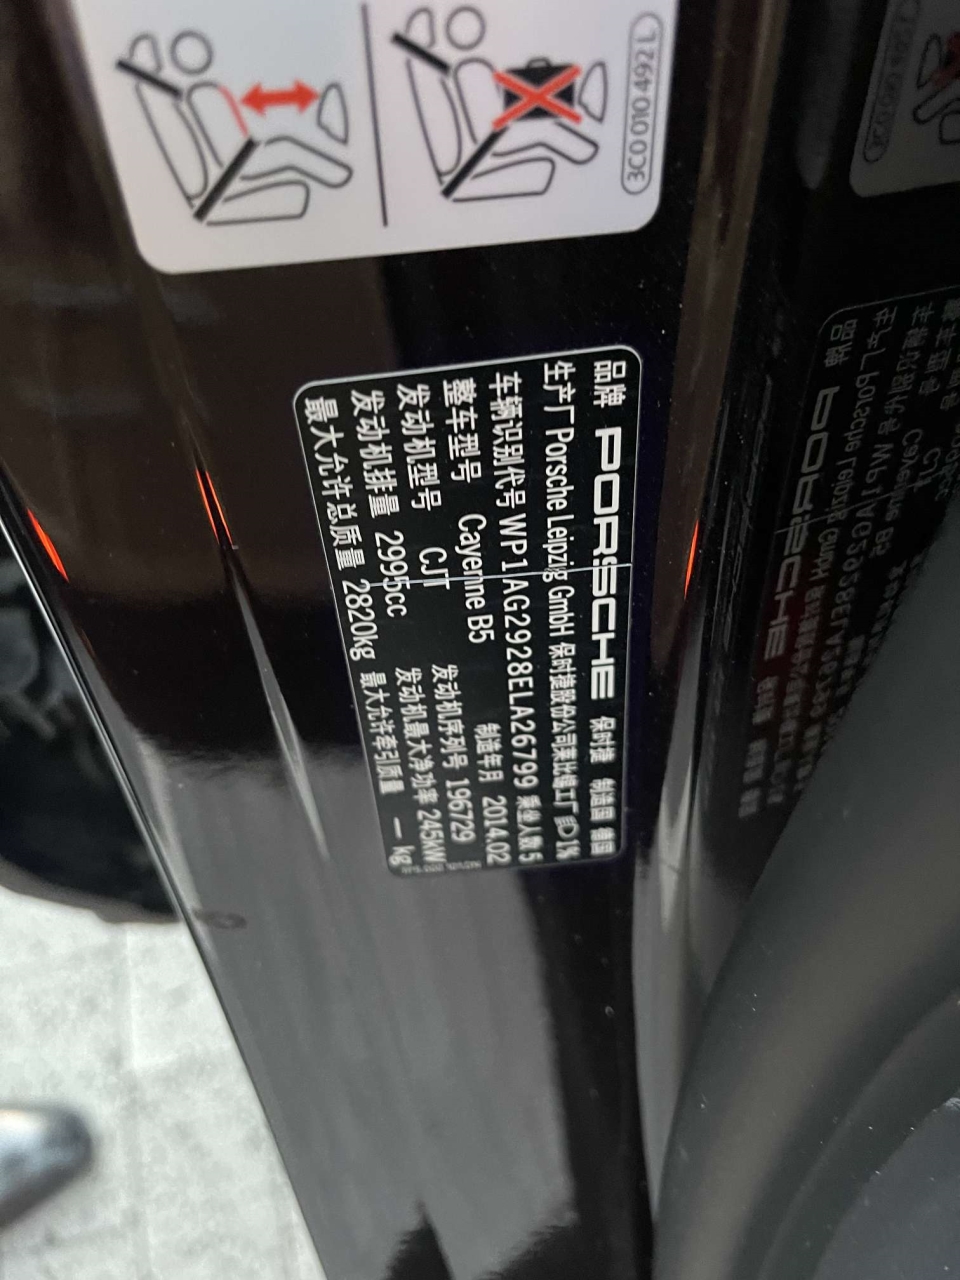 3C0 010 492 L
品牌 PORSCHE 保时捷 制造国 德国
生产厂 Porsche Leipzig GmbH 保时捷股份公司莱比锡工厂
车辆识别代号 WP1AG2928ELA26799 乘坐人数 5
整车型号 Cayenne B5 制造年月 2014.02
发动机型号 CJT 发动机序列号 196729
发动机排量 2995cc 发动机最大净功率 245kW
最大允许总质量 2820kg 最大允许牵引质量 — kg